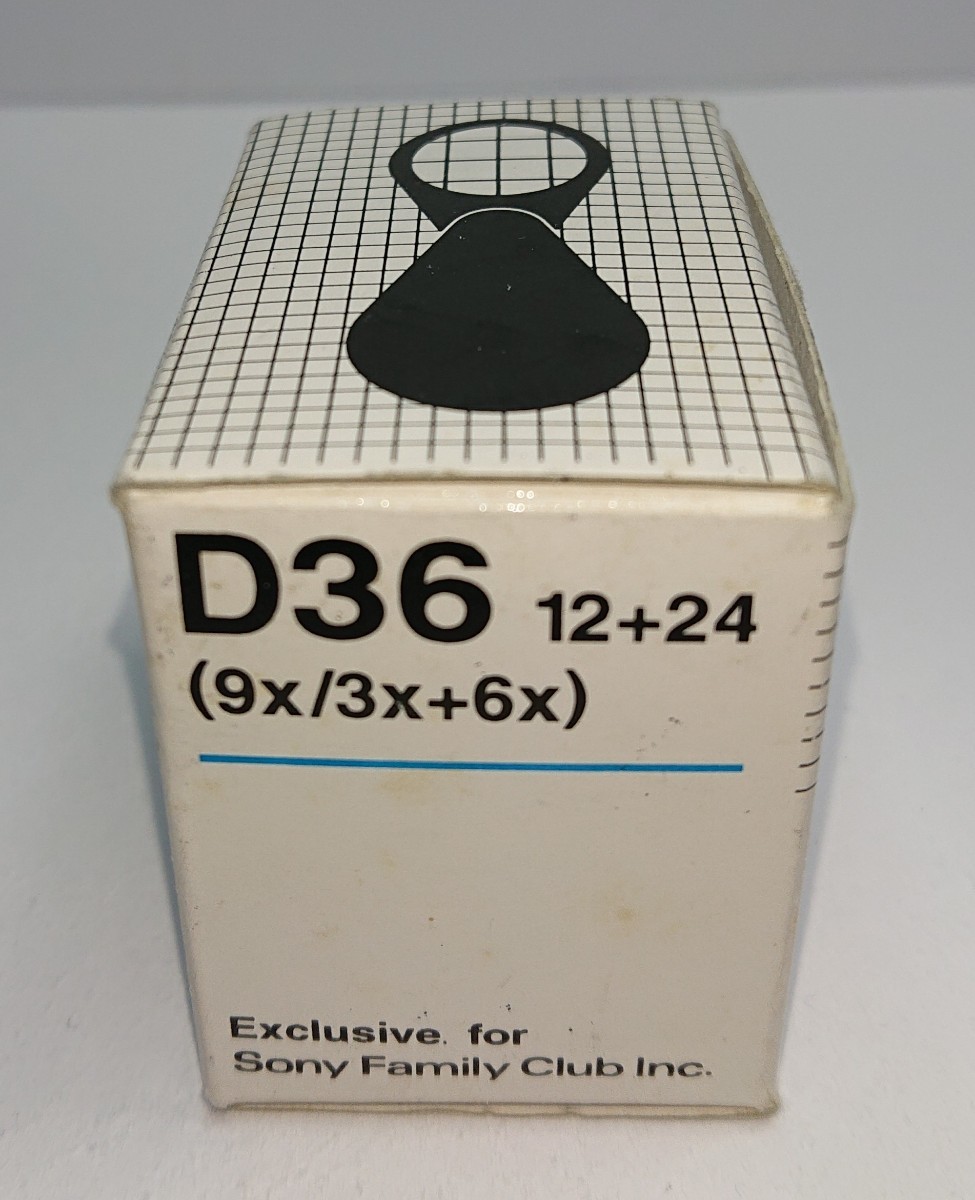 D36 12+24
(9x/3x+6x)
Exclusive for
Sony Family Club Inc.